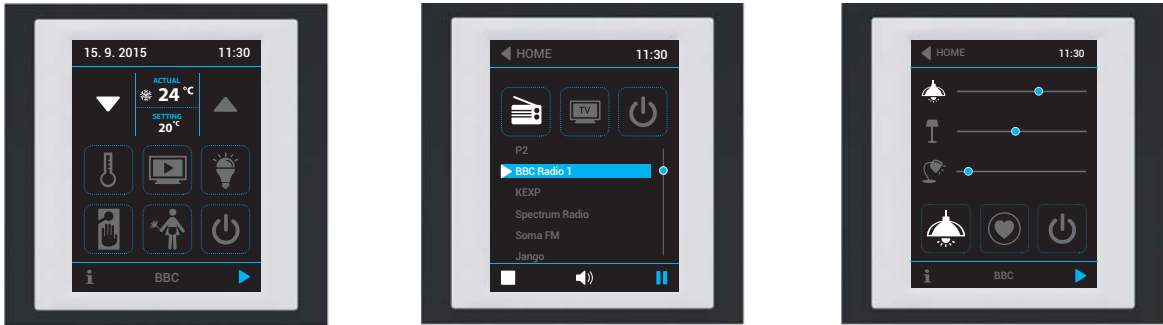 15. 9. 2015 11:30
ACTUAL
24 °C
SETTING
20°C
i BBC
HOME 11:30
TV
P2
BBC Radio 1
KEXP
Spectrum Radio
Soma FM
Jango
HOME 11:30
i BBC